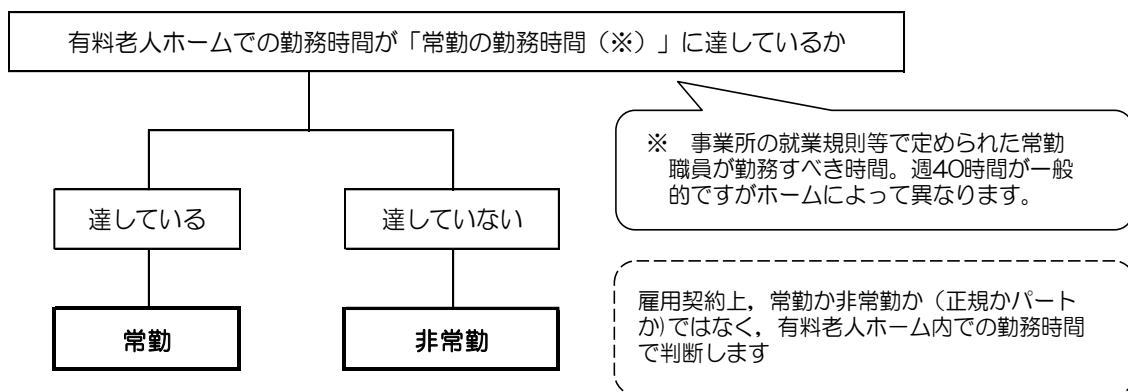 有料老人ホームでの勤務時間が「常勤の勤務時間（※）」に達しているか
※　事業所の就業規則等で定められた常勤
職員が勤務すべき時間。週40時間が一般
的ですがホームによって異なります。
達している
達していない
雇用契約上，常勤か非常勤か（正規かパート
か)ではなく，有料老人ホーム内での勤務時間
で判断します
常勤
非常勤